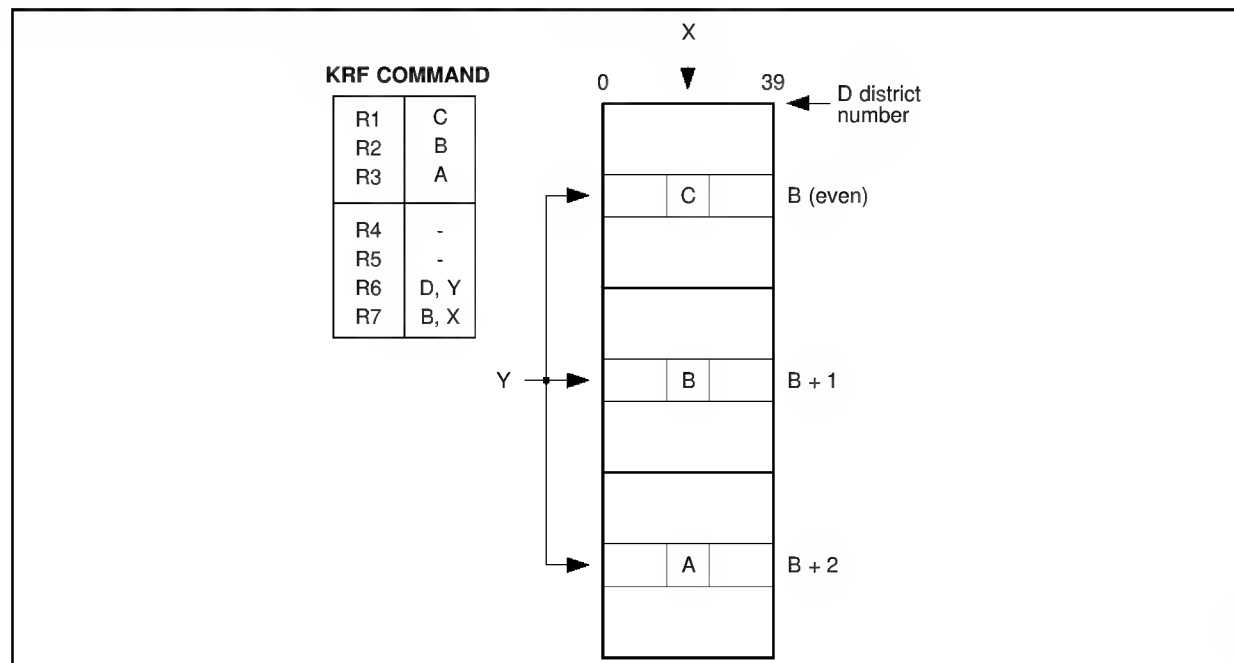 KRF COMMAND
R1 C
R2 B
R3 A
R4 -
R5 -
R6 D, Y
R7 B, X
X
0 39
D district
number
C B (even)
Y B B + 1
A B + 2